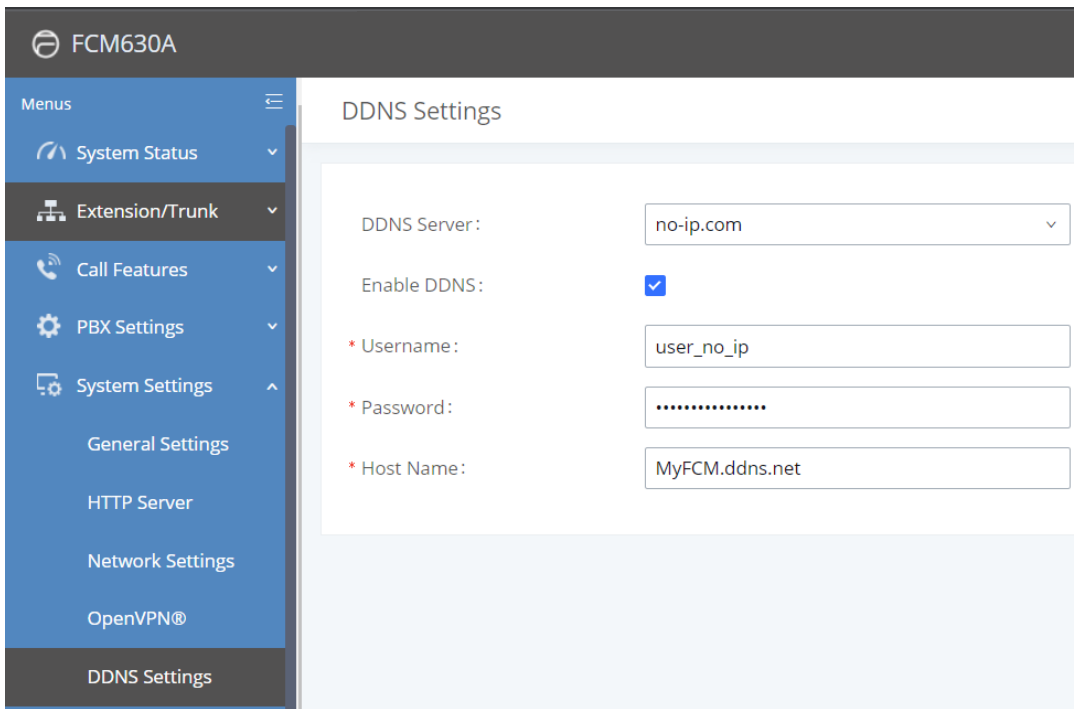 FCM630A
Menus
System Status
Extension/Trunk
Call Features
PBX Settings
System Settings
General Settings
HTTP Server
Network Settings
OpenVPN®
DDNS Settings
DDNS Settings
DDNS Server:
no-ip.com
Enable DDNS:
* Username:
user_no_ip
* Password:
••••••••••••••••
* Host Name:
MyFCM.ddns.net